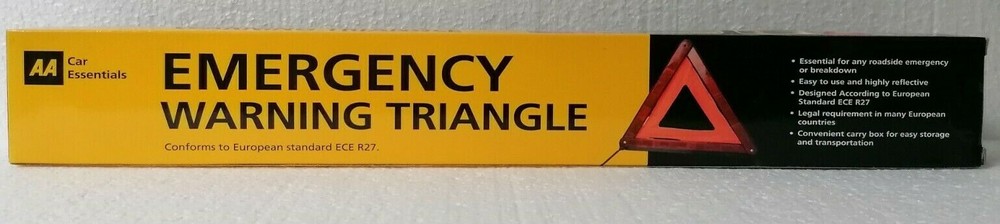 AA
Car
Essentials
EMERGENCY
WARNING TRIANGLE
Conforms to European standard ECE R27.
• Essential for any roadside emergency
or breakdown
• Easy to use and highly reflective
• Designed According to European
Standard ECE R27
• Legal requirement in many European
countries
• Convenient carry box for easy storage
and transportation